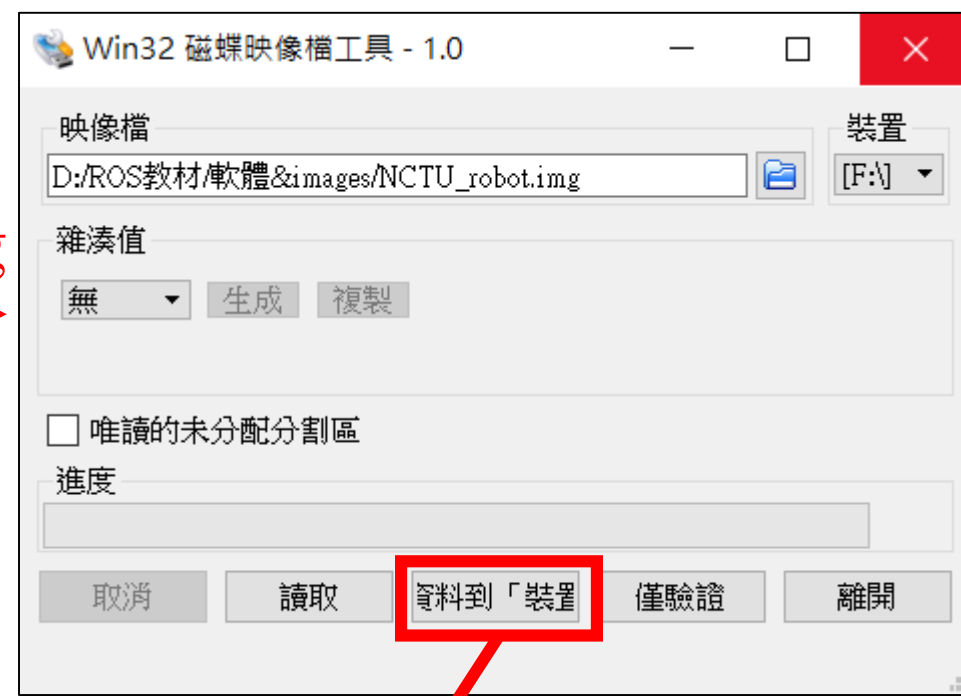 Win32 磁蝶映像檔工具 - 1.0
映像檔
裝置
D:/ROS教材/軟體&images/NCTU_robot.img
[F:\]
雜湊值
無
生成
複製
唯讀的未分配分割區
進度
取消
讀取
資料到「裝置
僅驗證
離開